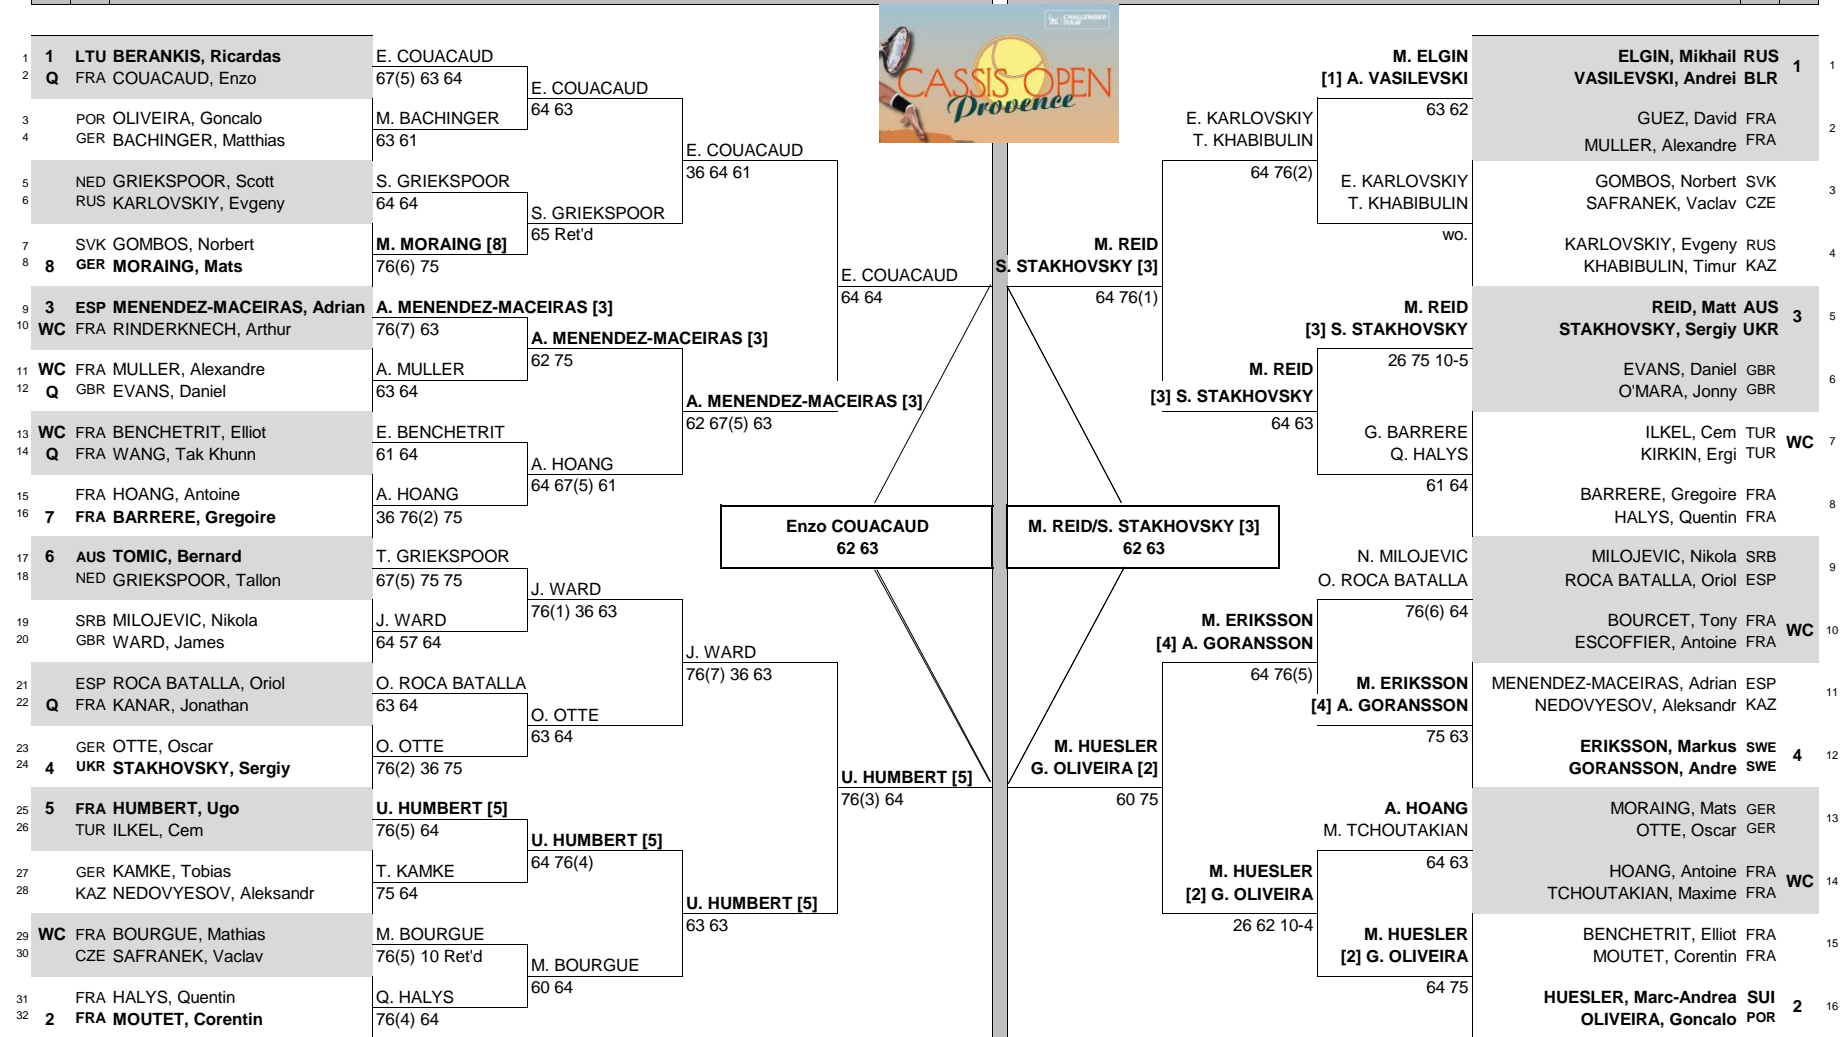 CHALLENGER
TOUR
CASSIS OPEN
Provence
1 1 LTU BERANKIS, Ricardas
2 Q FRA COUACAUD, Enzo
3 POR OLIVEIRA, Goncalo
4 GER BACHINGER, Matthias
5 NED GRIEKSPOOR, Scott
6 RUS KARLOVSKIY, Evgeny
7 SVK GOMBOS, Norbert
8 8 GER MORAING, Mats
9 3 ESP MENENDEZ-MACEIRAS, Adrian
10 WC FRA RINDERKNECH, Arthur
11 WC FRA MULLER, Alexandre
12 Q GBR EVANS, Daniel
13 WC FRA BENCHETRIT, Elliot
14 Q FRA WANG, Tak Khunn
15 FRA HOANG, Antoine
16 7 FRA BARRERE, Gregoire
17 6 AUS TOMIC, Bernard
18 NED GRIEKSPOOR, Tallon
19 SRB MILOJEVIC, Nikola
20 GBR WARD, James
21 ESP ROCA BATALLA, Oriol
22 Q FRA KANAR, Jonathan
23 GER OTTE, Oscar
24 4 UKR STAKHOVSKY, Sergiy
25 5 FRA HUMBERT, Ugo
26 TUR ILKEL, Cem
27 GER KAMKE, Tobias
28 KAZ NEDOVYESOV, Aleksandr
29 WC FRA BOURGUE, Mathias
30 CZE SAFRANEK, Vaclav
31 FRA HALYS, Quentin
32 2 FRA MOUTET, Corentin
E. COUACAUD
67(5) 63 64
M. BACHINGER
63 61
S. GRIEKSPOOR
64 64
M. MORAING [8]
76(6) 75
A. MENENDEZ-MACEIRAS [3]
76(7) 63
A. MULLER
63 64
E. BENCHETRIT
61 64
A. HOANG
36 76(2) 75
T. GRIEKSPOOR
67(5) 75 75
J. WARD
64 57 64
O. ROCA BATALLA
63 64
O. OTTE
76(2) 36 75
U. HUMBERT [5]
76(5) 64
T. KAMKE
75 64
M. BOURGUE
76(5) 10 Ret'd
Q. HALYS
76(4) 64
E. COUACAUD
64 63
S. GRIEKSPOOR
65 Ret'd
A. MENENDEZ-MACEIRAS [3]
62 75
A. HOANG
64 67(5) 61
J. WARD
76(1) 36 63
O. OTTE
63 64
U. HUMBERT [5]
64 76(4)
M. BOURGUE
60 64
E. COUACAUD
36 64 61
A. MENENDEZ-MACEIRAS [3]
62 67(5) 63
J. WARD
76(7) 36 63
U. HUMBERT [5]
63 63
E. COUACAUD
64 64
U. HUMBERT [5]
76(3) 64
Enzo COUACAUD
62 63
M. REID/S. STAKHOVSKY [3]
62 63
M. REID
S. STAKHOVSKY [3]
64 76(1)
M. HUESLER
G. OLIVEIRA [2]
60 75
E. KARLOVSKIY
T. KHABIBULIN
64 76(2)
M. REID
[3] S. STAKHOVSKY
64 63
M. ERIKSSON
[4] A. GORANSSON
64 76(5)
M. HUESLER
[2] G. OLIVEIRA
26 62 10-4
M. ELGIN
[1] A. VASILEVSKI
63 62
E. KARLOVSKIY
T. KHABIBULIN
wo.
M. REID
[3] S. STAKHOVSKY
26 75 10-5
G. BARRERE
Q. HALYS
61 64
N. MILOJEVIC
O. ROCA BATALLA
76(6) 64
M. ERIKSSON
[4] A. GORANSSON
75 63
A. HOANG
M. TCHOUTAKIAN
64 63
M. HUESLER
[2] G. OLIVEIRA
64 75
ELGIN, Mikhail RUS
VASILEVSKI, Andrei BLR
1 1
GUEZ, David FRA
MULLER, Alexandre FRA
2
GOMBOS, Norbert SVK
SAFRANEK, Vaclav CZE
3
KARLOVSKIY, Evgeny RUS
KHABIBULIN, Timur KAZ
4
REID, Matt AUS
STAKHOVSKY, Sergiy UKR
3 5
EVANS, Daniel GBR
O'MARA, Jonny GBR
6
ILKEL, Cem TUR
KIRKIN, Ergi TUR
WC 7
BARRERE, Gregoire FRA
HALYS, Quentin FRA
8
MILOJEVIC, Nikola SRB
ROCA BATALLA, Oriol ESP
9
BOURCET, Tony FRA
ESCOFFIER, Antoine FRA
WC 10
MENENDEZ-MACEIRAS, Adrian ESP
NEDOVYESOV, Aleksandr KAZ
11
ERIKSSON, Markus SWE
GORANSSON, Andre SWE
4 12
MORAING, Mats GER
OTTE, Oscar GER
13
HOANG, Antoine FRA
TCHOUTAKIAN, Maxime FRA
WC 14
BENCHETRIT, Elliot FRA
MOUTET, Corentin FRA
15
HUESLER, Marc-Andrea SUI
OLIVEIRA, Goncalo POR
2 16